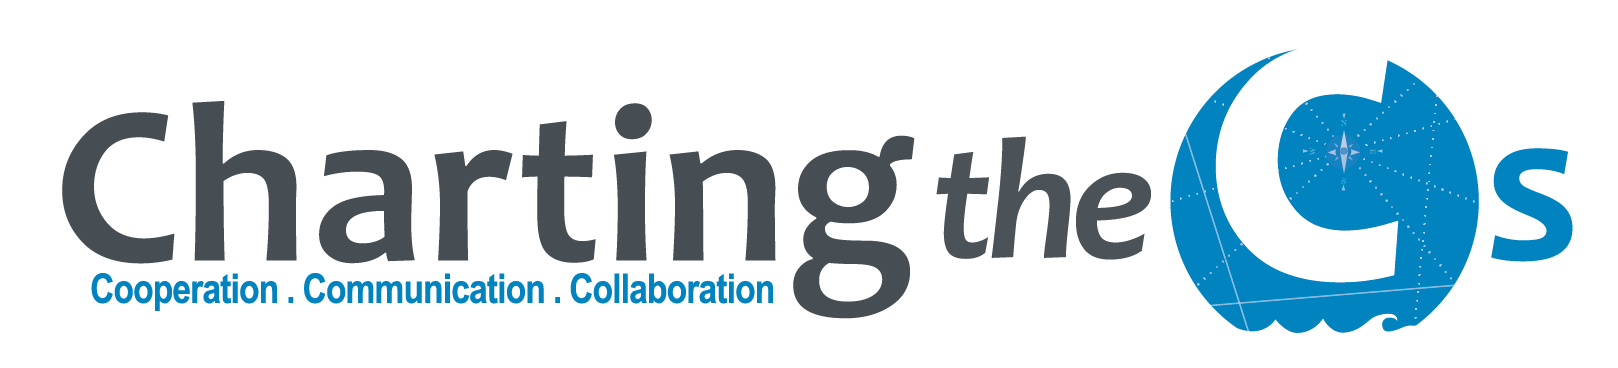 Charting the Cs
Cooperation . Communication . Collaboration